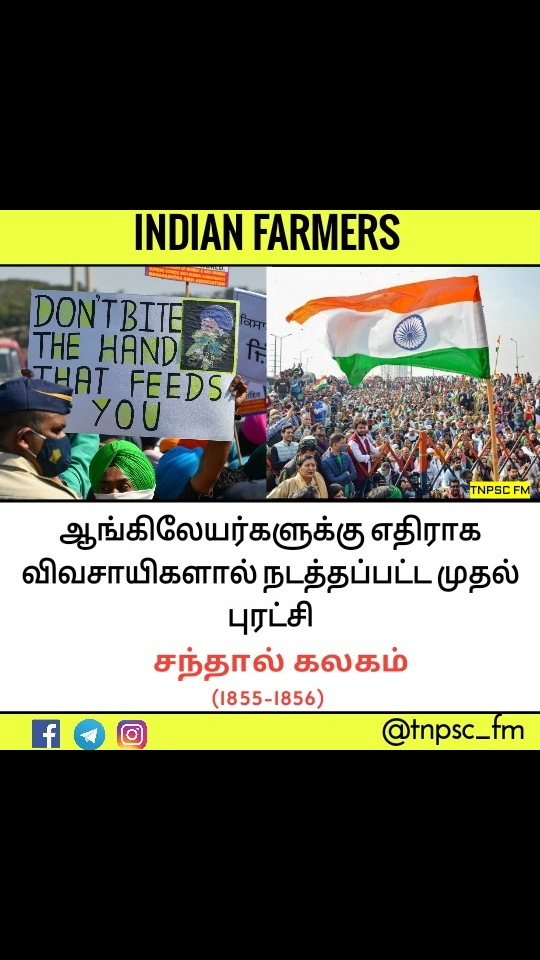 INDIAN FARMERS
DON'T BITE
THE HAND
THAT FEEDS
YOU
TNPSC FM
ஆங்கிலேயர்களுக்கு எதிராக
விவசாயிகளால் நடத்தப்பட்ட முதல்
புரட்சி
சந்தால் கலகம்
(1855-1856)
@tnpsc_fm